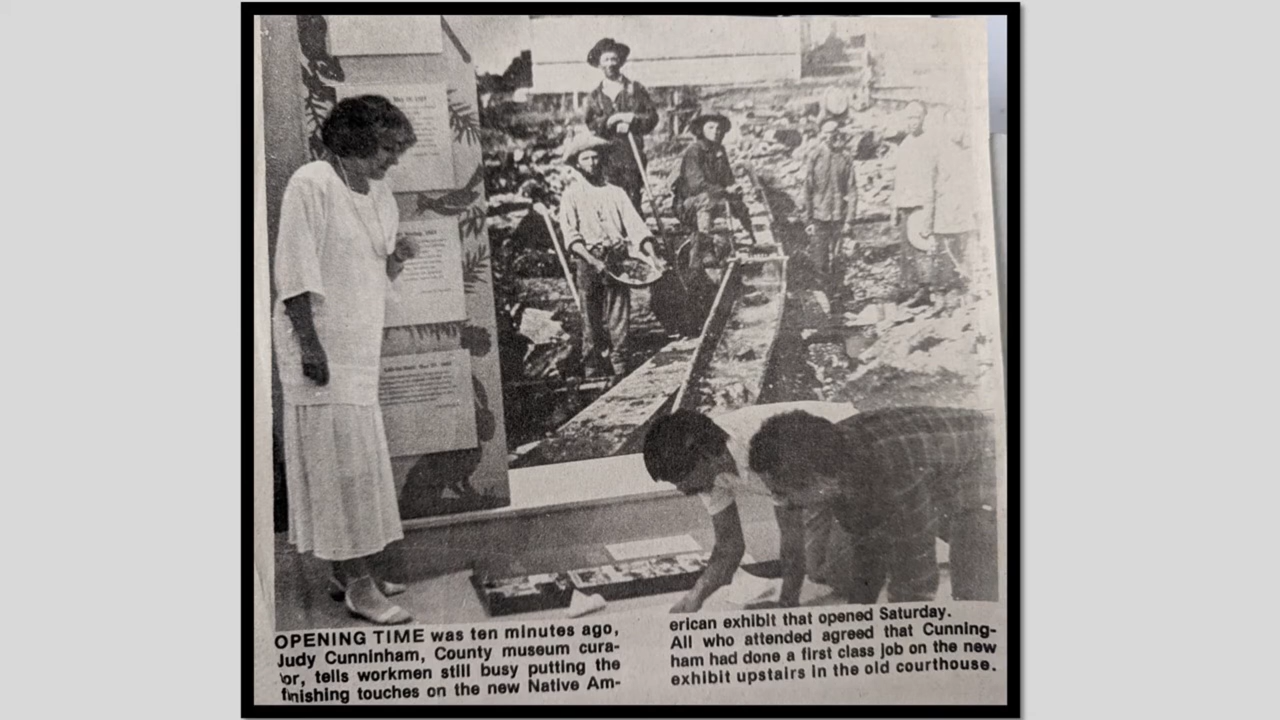 OPENING TIME was ten minutes ago,
Judy Cunninham, County museum cura-
or, tells workmen still busy putting the
finishing touches on the new Native Am-
erican exhibit that opened Saturday.
All who attended agreed that Cunning-
ham had done a first class job on the new
exhibit upstairs in the old courthouse.